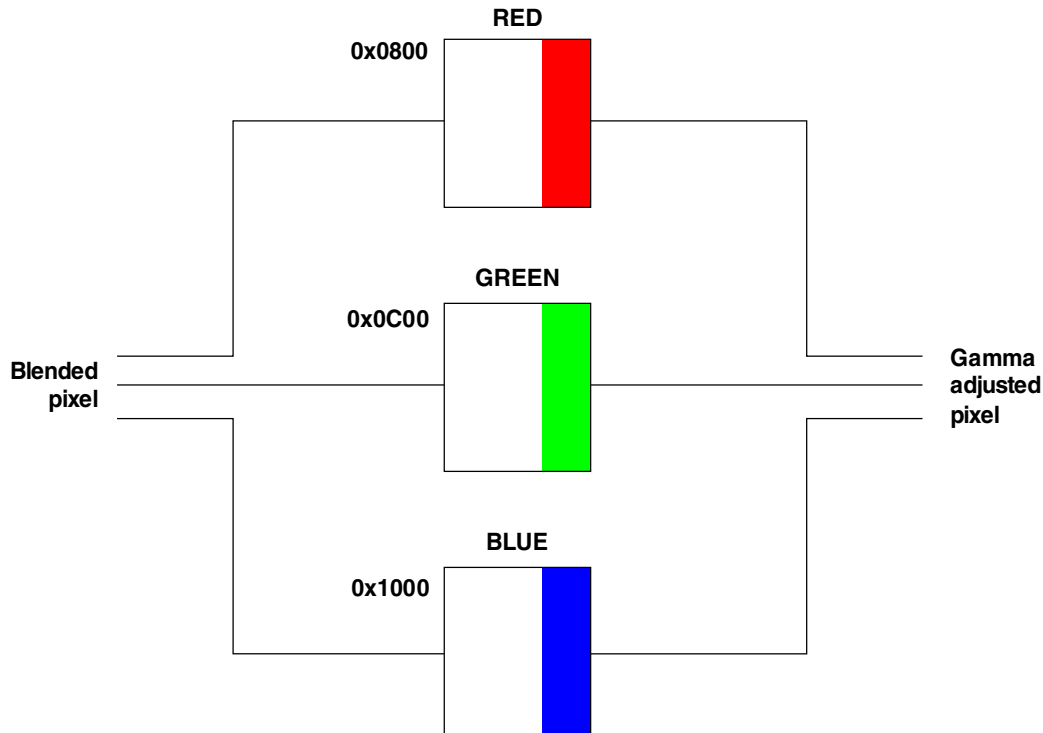 RED
0x0800
GREEN
0x0C00
Blended
pixel
Gamma
adjusted
pixel
BLUE
0x1000